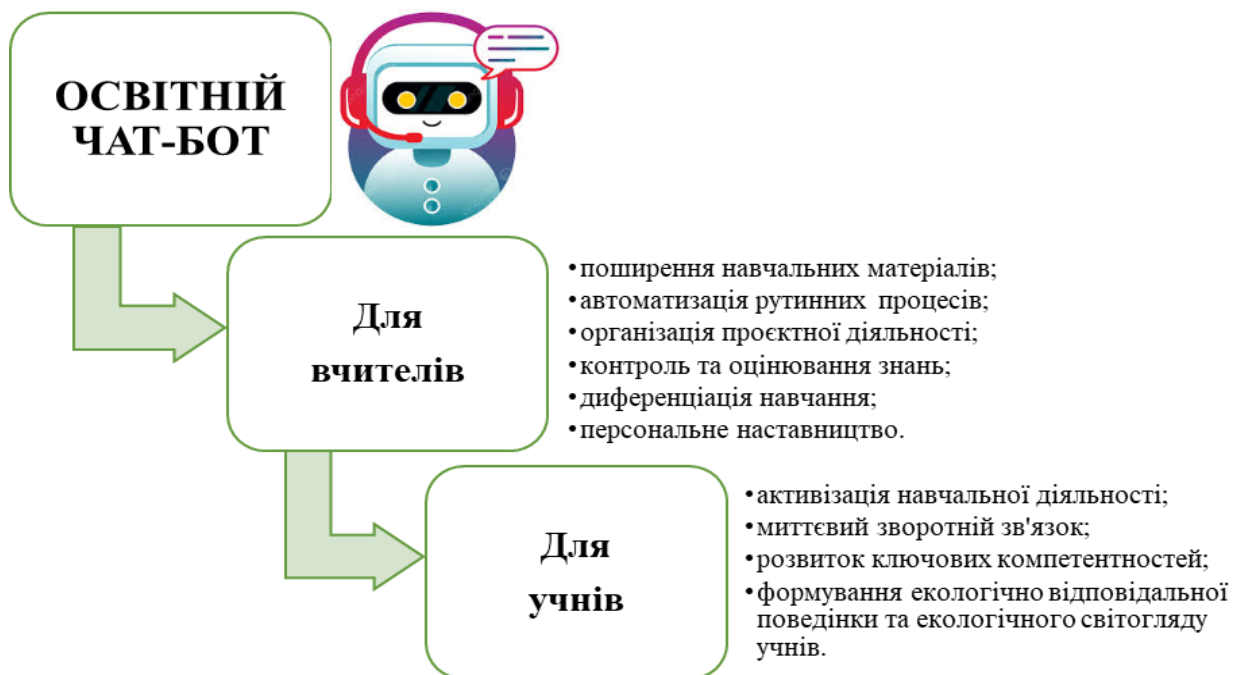 ОСВІТНІЙ
ЧАТ-БОТ
Для
вчителів
•поширення навчальних матеріалів;
•автоматизація рутинних процесів;
•організація проєктної діяльності;
•контроль та оцінювання знань;
•диференціація навчання;
•персональне наставництво.
Для
учнів
•активізація навчальної діяльності;
•миттєвий зворотній зв'язок;
•розвиток ключових компетентностей;
•формування екологічно відповідальної
поведінки та екологічного світогляду
учнів.